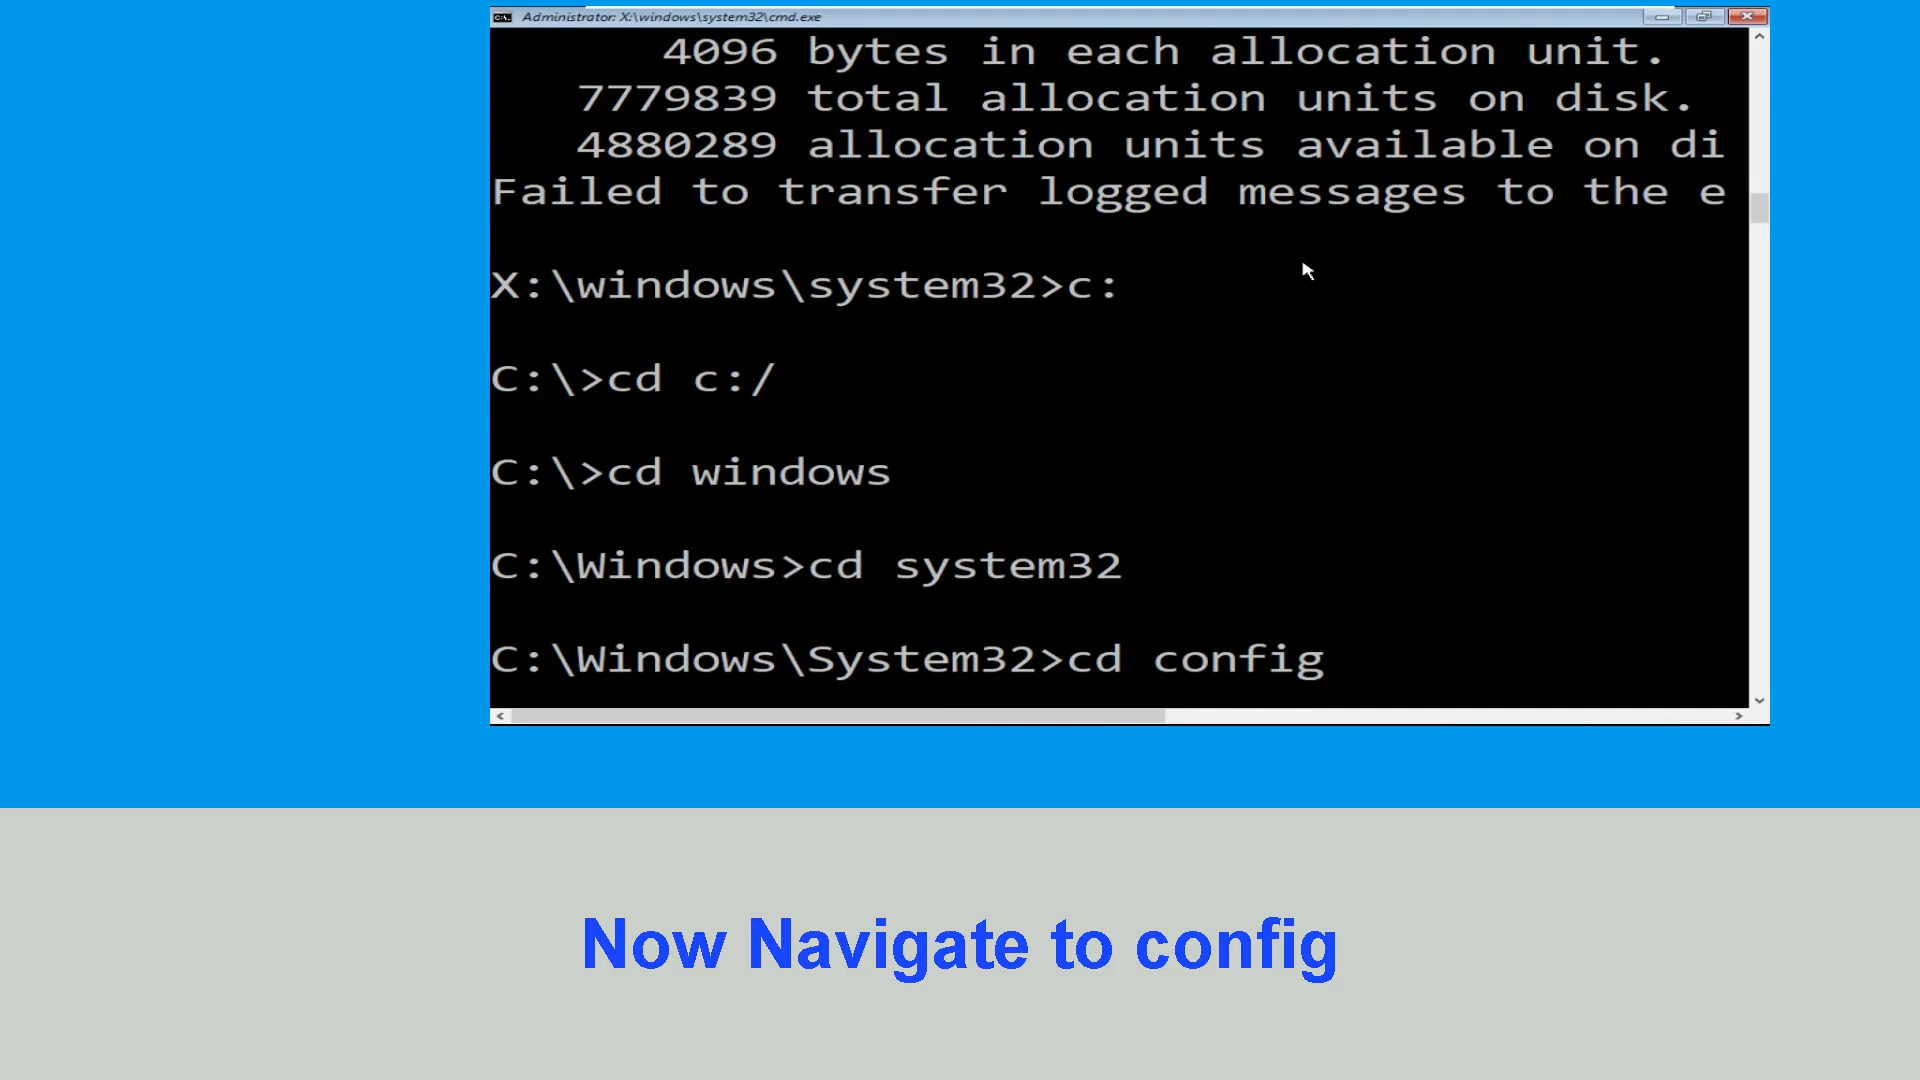 Administrator: X:\windows\system32\cmd.exe
4096 bytes in each allocation unit.
7779839 total allocation units on disk.
4880289 allocation units available on di
Failed to transfer logged messages to the e
X:\windows\system32>c:
C:\>cd c:/
C:\>cd windows
C:\Windows>cd system32
C:\Windows\System32>cd config
Now Navigate to config